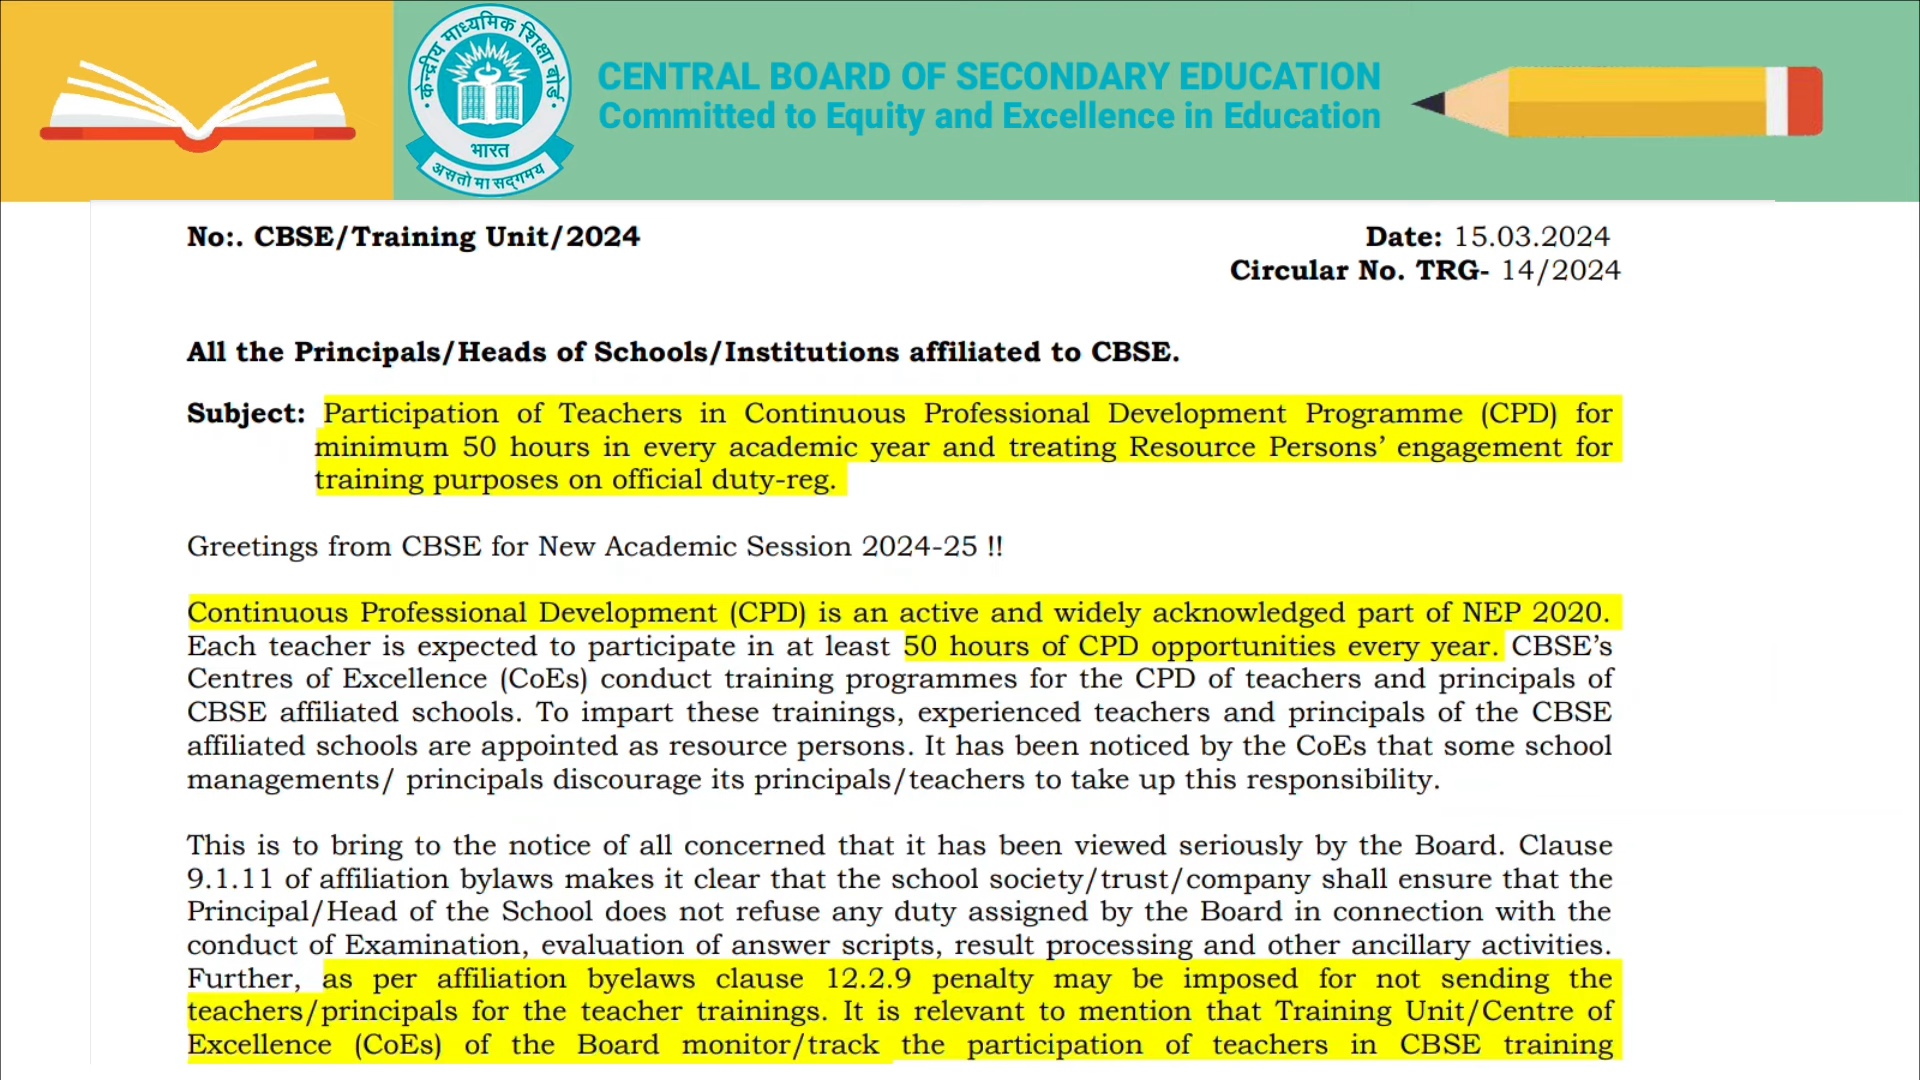 केन्द्रीय माध्यमिक शिक्षा बोर्ड
भारत
असतो मा सद्गमय
CENTRAL BOARD OF SECONDARY EDUCATION
Committed to Equity and Excellence in Education
No:. CBSE/Training Unit/2024
Date: 15.03.2024
Circular No. TRG- 14/2024
All the Principals/Heads of Schools/Institutions affiliated to CBSE.
Subject: Participation of Teachers in Continuous Professional Development Programme (CPD) for
minimum 50 hours in every academic year and treating Resource Persons’ engagement for
training purposes on official duty-reg.
Greetings from CBSE for New Academic Session 2024-25 !!
Continuous Professional Development (CPD) is an active and widely acknowledged part of NEP 2020.
Each teacher is expected to participate in at least 50 hours of CPD opportunities every year. CBSE’s
Centres of Excellence (CoEs) conduct training programmes for the CPD of teachers and principals of
CBSE affiliated schools. To impart these trainings, experienced teachers and principals of the CBSE
affiliated schools are appointed as resource persons. It has been noticed by the CoEs that some school
managements/ principals discourage its principals/teachers to take up this responsibility.
This is to bring to the notice of all concerned that it has been viewed seriously by the Board. Clause
9.1.11 of affiliation bylaws makes it clear that the school society/trust/company shall ensure that the
Principal/Head of the School does not refuse any duty assigned by the Board in connection with the
conduct of Examination, evaluation of answer scripts, result processing and other ancillary activities.
Further, as per affiliation byelaws clause 12.2.9 penalty may be imposed for not sending the
teachers/principals for the teacher trainings. It is relevant to mention that Training Unit/Centre of
Excellence (CoEs) of the Board monitor/track the participation of teachers in CBSE training